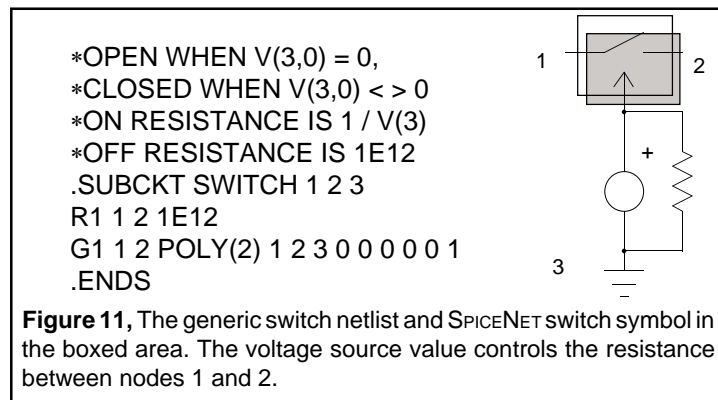 *OPEN WHEN V(3,0) = 0,
*CLOSED WHEN V(3,0) < > 0
*ON RESISTANCE IS 1 / V(3)
*OFF RESISTANCE IS 1E12
.SUBCKT SWITCH 1 2 3
R1 1 2 1E12
G1 1 2 POLY(2) 1 2 3 0 0 0 0 0 1
.ENDS
1
2
+
3
Figure 11, The generic switch netlist and SPICENET switch symbol in
the boxed area. The voltage source value controls the resistance
between nodes 1 and 2.